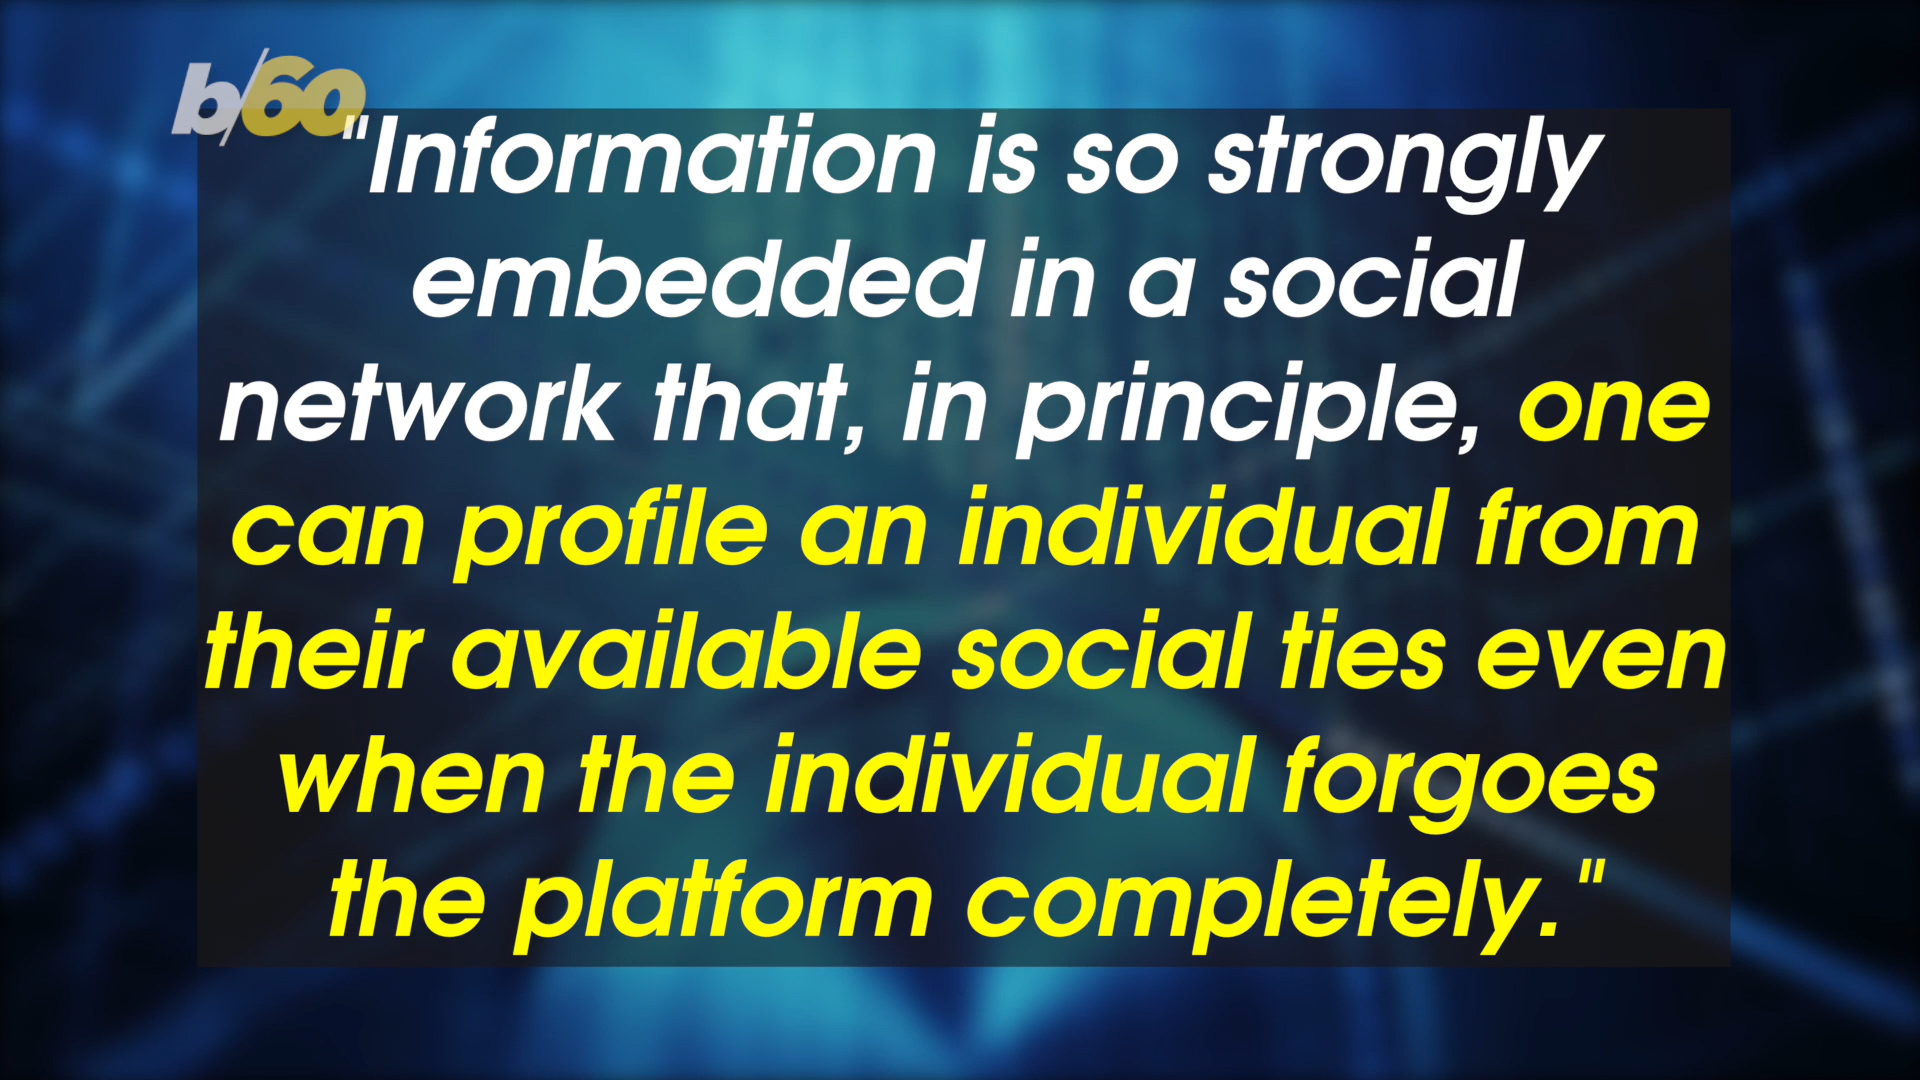 b/60
"Information is so strongly
embedded in a social
network that, in principle, one
can profile an individual from
their available social ties even
when the individual forgoes
the platform completely."